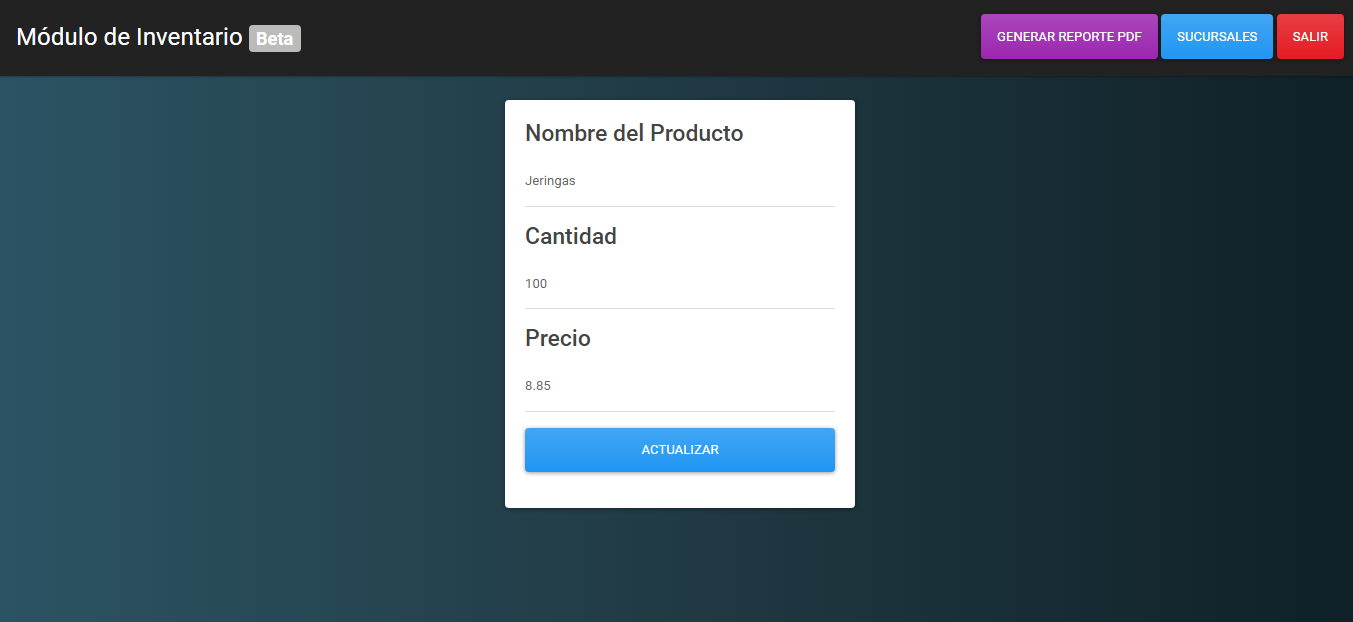 Módulo de Inventario Beta
GENERAR REPORTE PDF
SUCURSALES
SALIR
Nombre del Producto
Jeringas
Cantidad
100
Precio
8.85
ACTUALIZAR